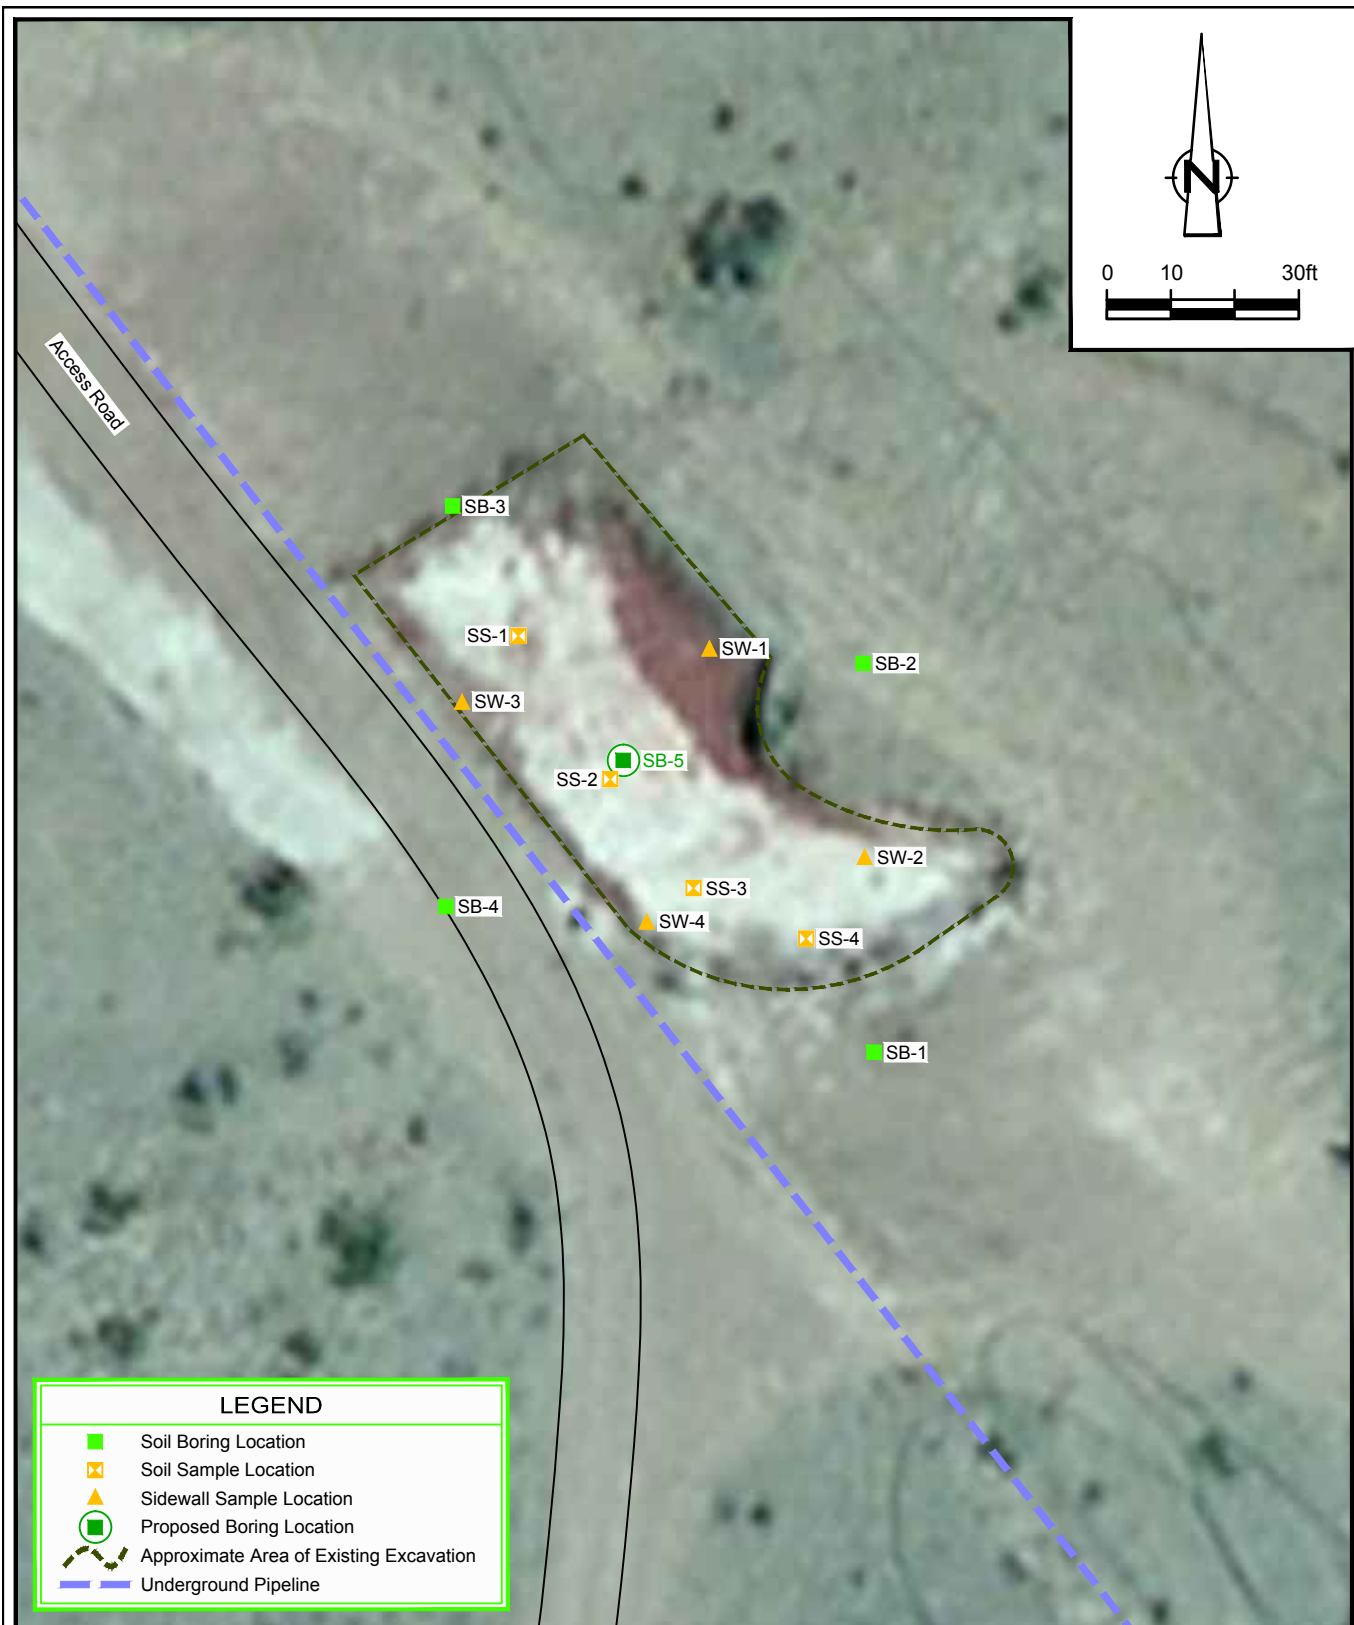 N
0 10 30ft
Access Road
SB-3
SS-1
SW-1
SB-2
SW-3
SB-5
SS-2
SW-2
SS-3
SB-4
SW-4
SS-4
SB-1
LEGEND
Soil Boring Location
Soil Sample Location
Sidewall Sample Location
Proposed Boring Location
Approximate Area of Existing Excavation
Underground Pipeline